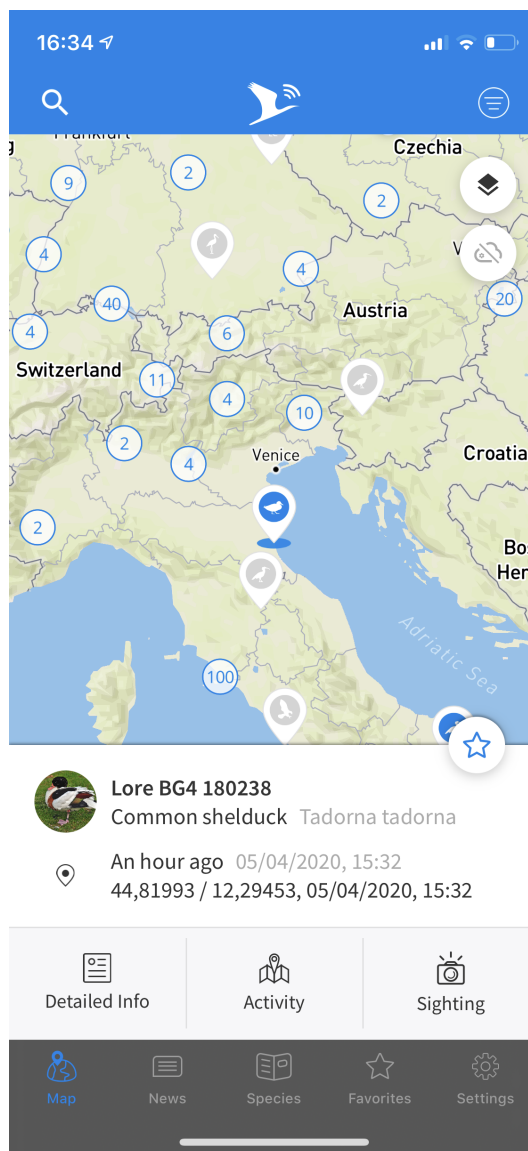 16:34
Frankfurt
Czechia
9
2
2
4
4
40
20
Austria
4
6
Switzerland
11
4
10
2
4
Venice
Croatia
2
Bo
Her
Adriatic Sea
100
Lore BG4 180238
Common shelduck Tadorna tadorna
An hour ago 05/04/2020, 15:32
44,81993 / 12,29453, 05/04/2020, 15:32
Detailed Info
Activity
Sighting
Map
News
Species
Favorites
Settings